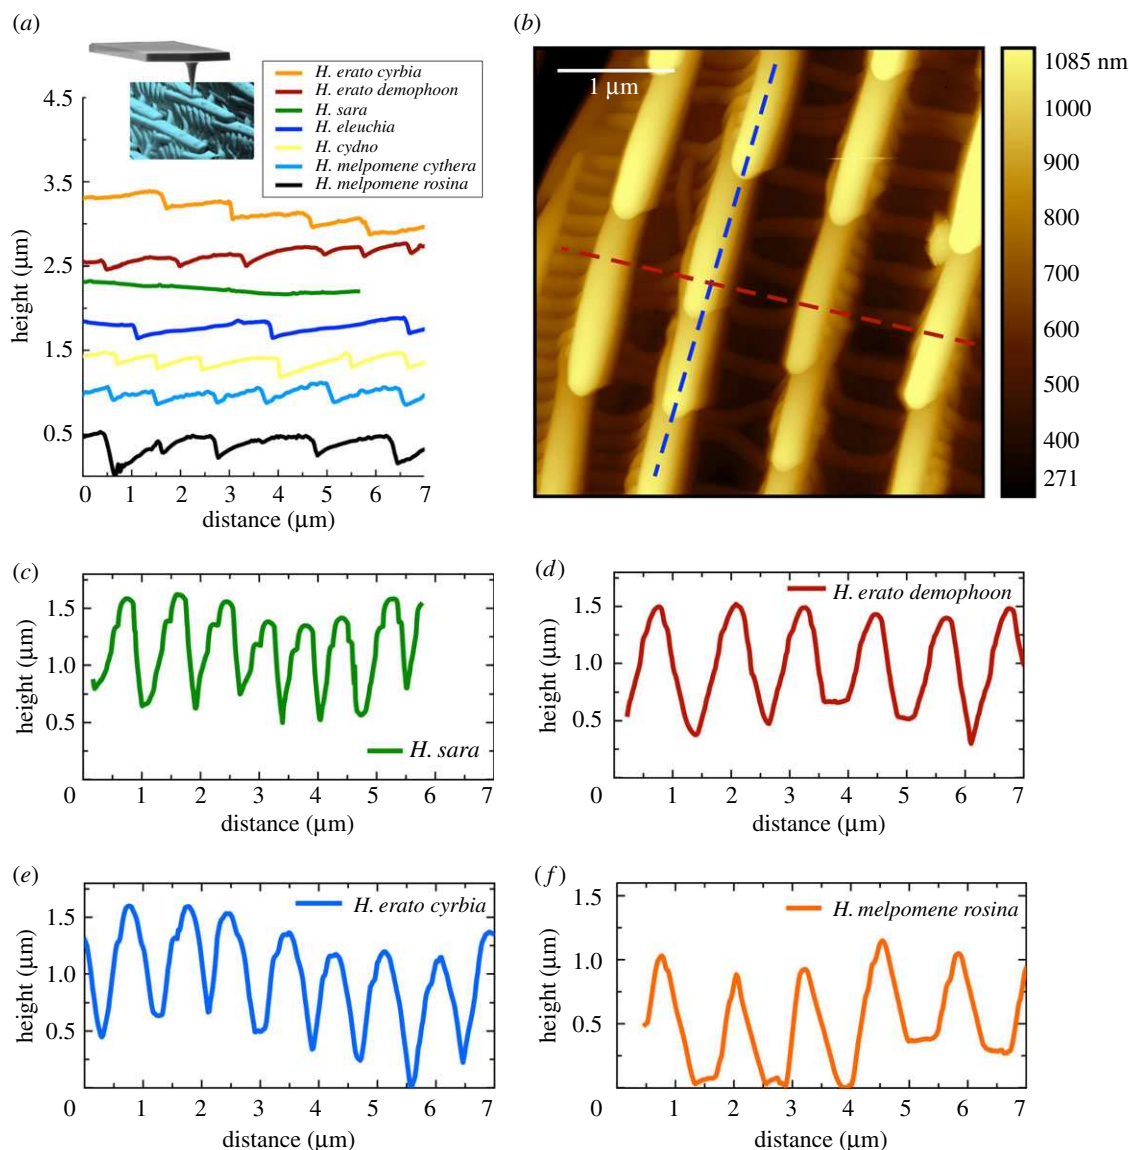 (a)
H. erato cyrbia
H. erato demophoon
H. sara
H. eleuchia
H. cydno
H. melpomene cythera
H. melpomene rosina
4.5
3.5
2.5
1.5
0.5
height (μm)
0 1 2 3 4 5 6 7
distance (μm)
(b)
1 μm
1085 nm
1000
900
800
700
600
500
400
271
(c)
1.5
1.0
0.5
height (μm)
H. sara
0 1 2 3 4 5 6 7
distance (μm)
(d)
1.5
1.0
0.5
height (μm)
H. erato demophoon
0 1 2 3 4 5 6 7
distance (μm)
(e)
1.5
1.0
0.5
height (μm)
H. erato cyrbia
0 1 2 3 4 5 6 7
distance (μm)
(f)
1.5
1.0
0.5
height (μm)
H. melpomene rosina
0 1 2 3 4 5 6 7
distance (μm)